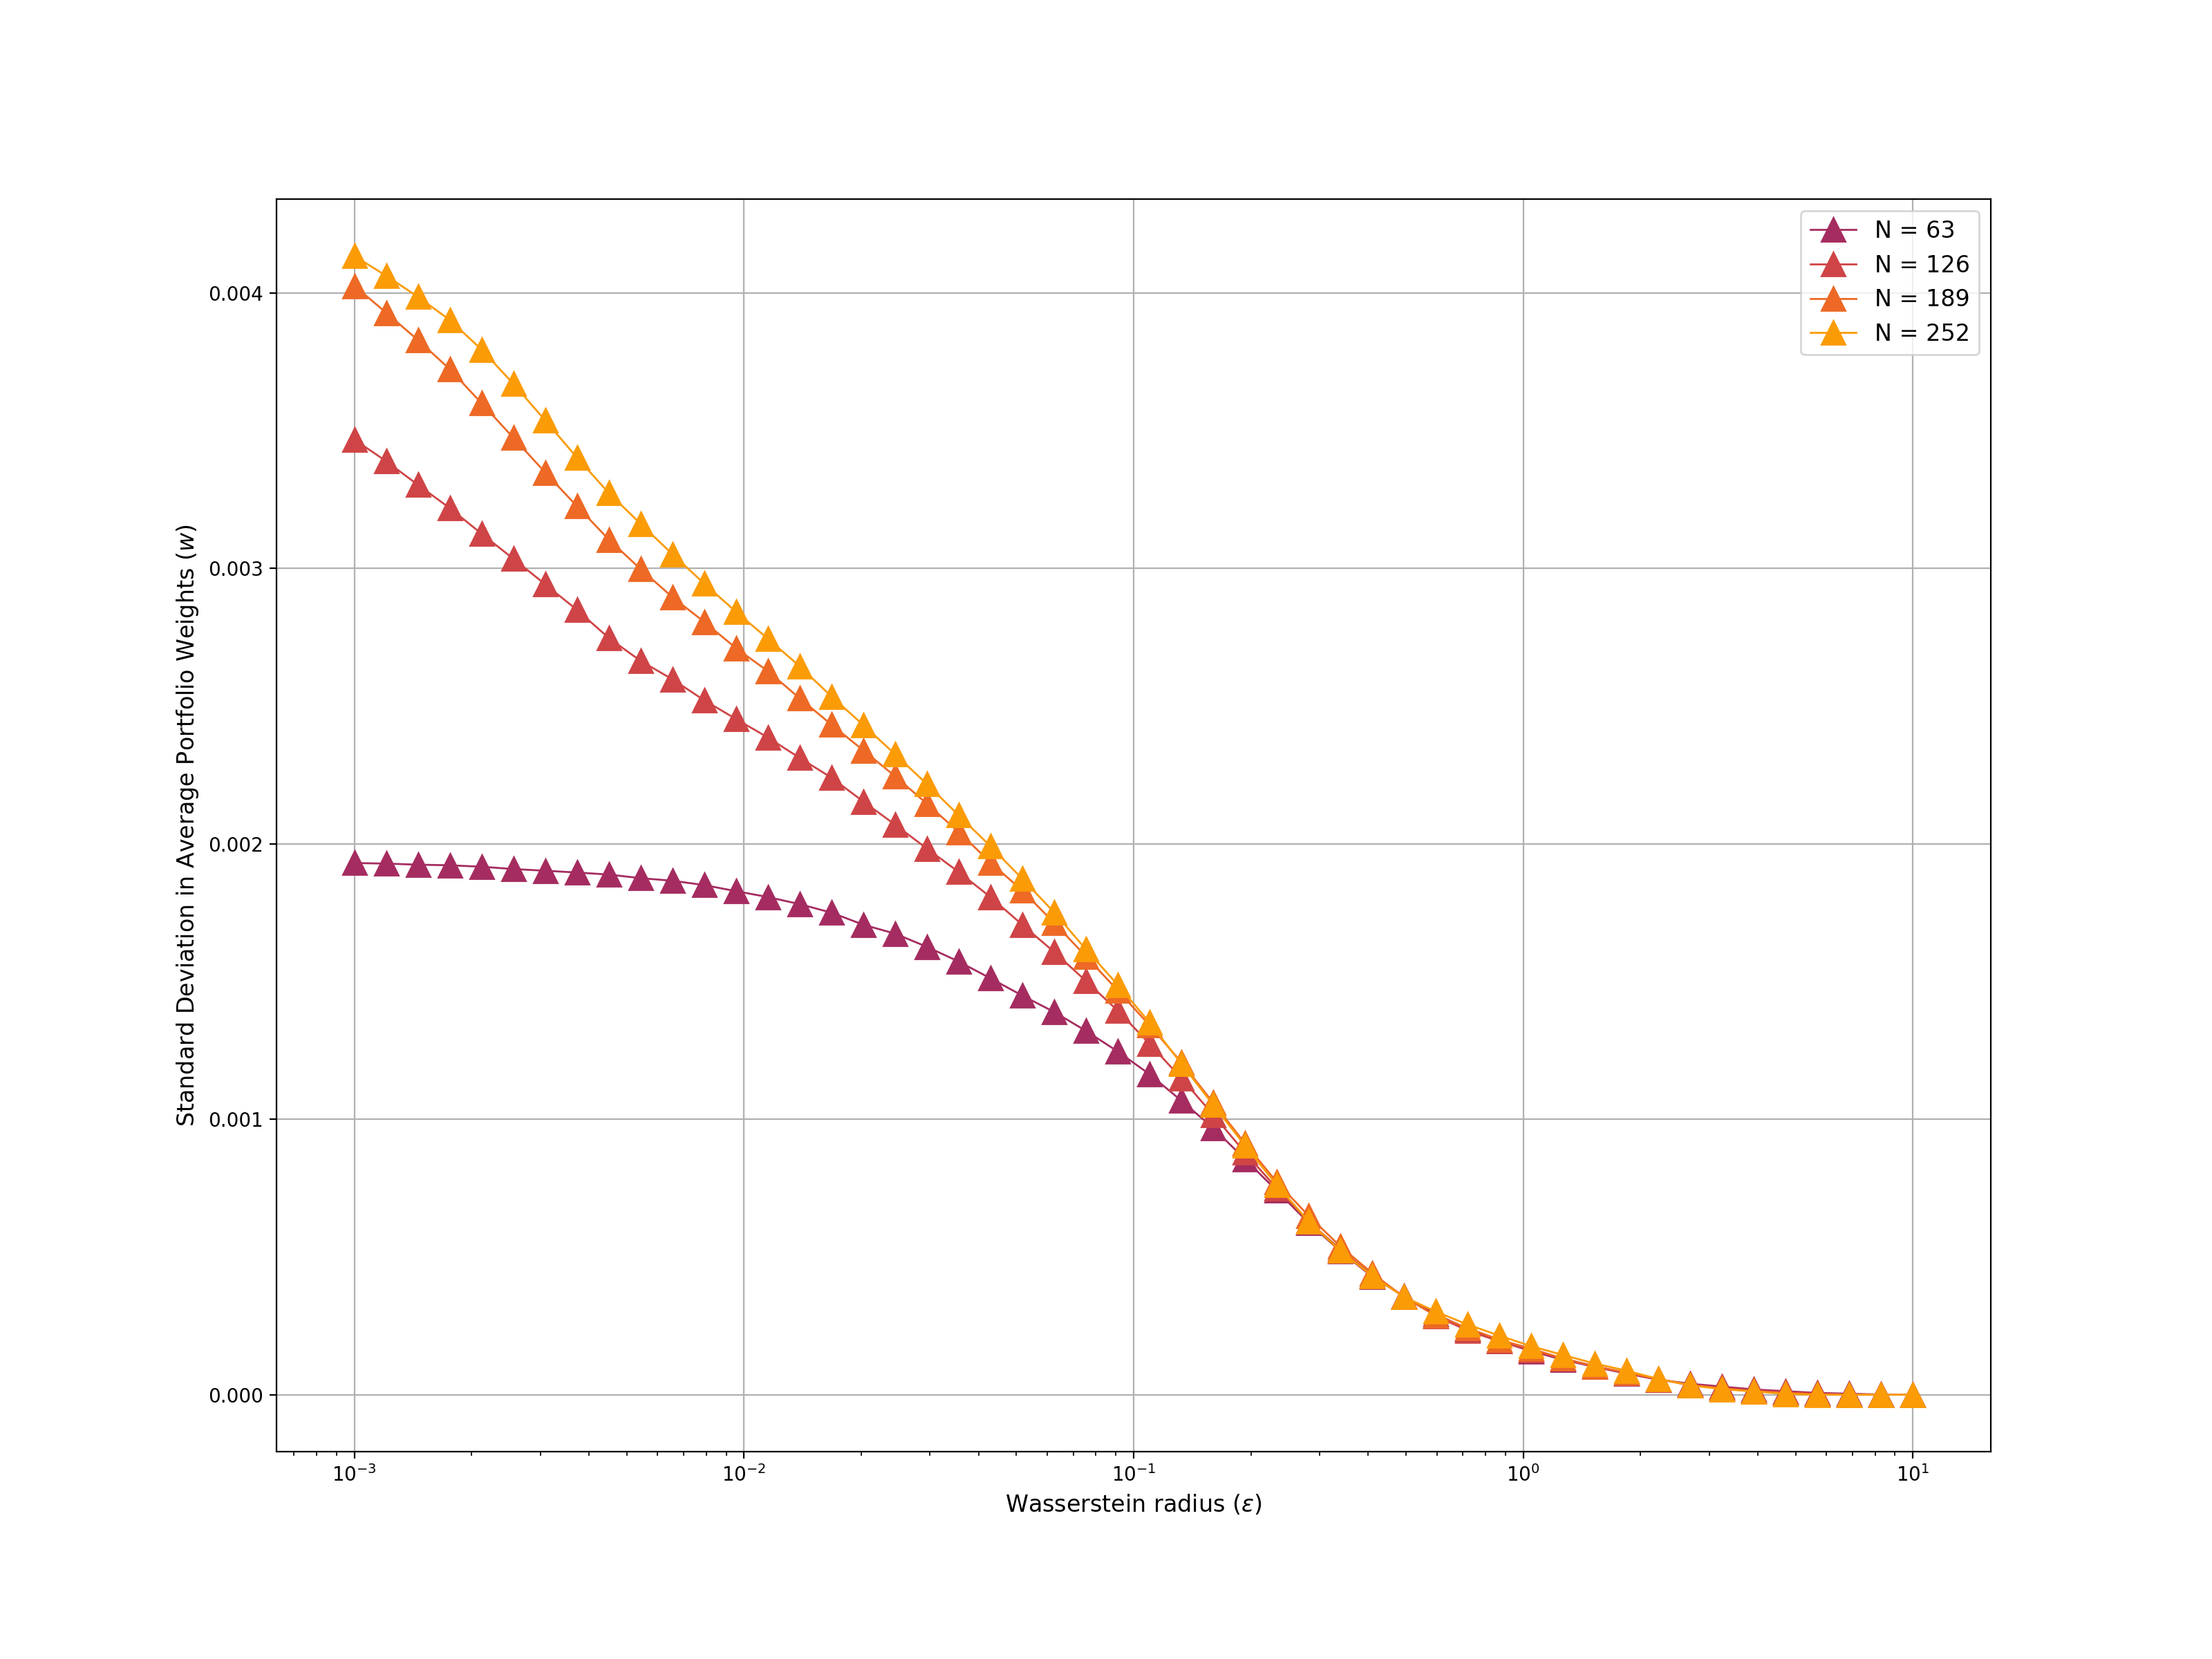 N = 63
N = 126
N = 189
N = 252
0.004
0.003
0.002
0.001
0.000
Standard Deviation in Average Portfolio Weights (w)
10⁻³ 10⁻² 10⁻¹ 10⁰ 10¹
Wasserstein radius (ε)